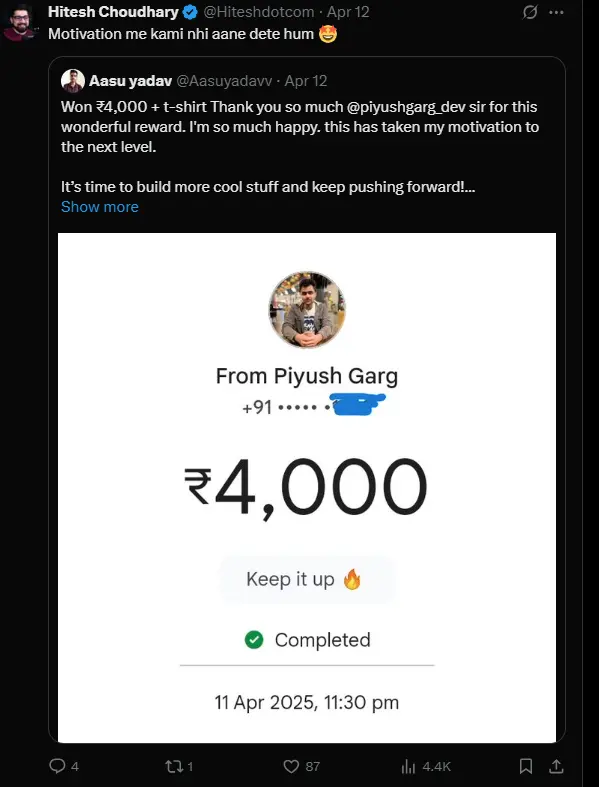 Hitesh Choudhary @Hiteshdotcom · Apr 12
Motivation me kami nhi aane dete hum 🤩
Aasu yadav @Aasuyadavv · Apr 12
Won ₹4,000 + t-shirt Thank you so much @piyushgarg_dev sir for this
wonderful reward. I'm so much happy. this has taken my motivation to
the next level.
It's time to build more cool stuff and keep pushing forward!...
Show more
From Piyush Garg
+91 ••••• •
₹4,000
Keep it up 🔥
Completed
11 Apr 2025, 11:30 pm
4 1 87 4.4K